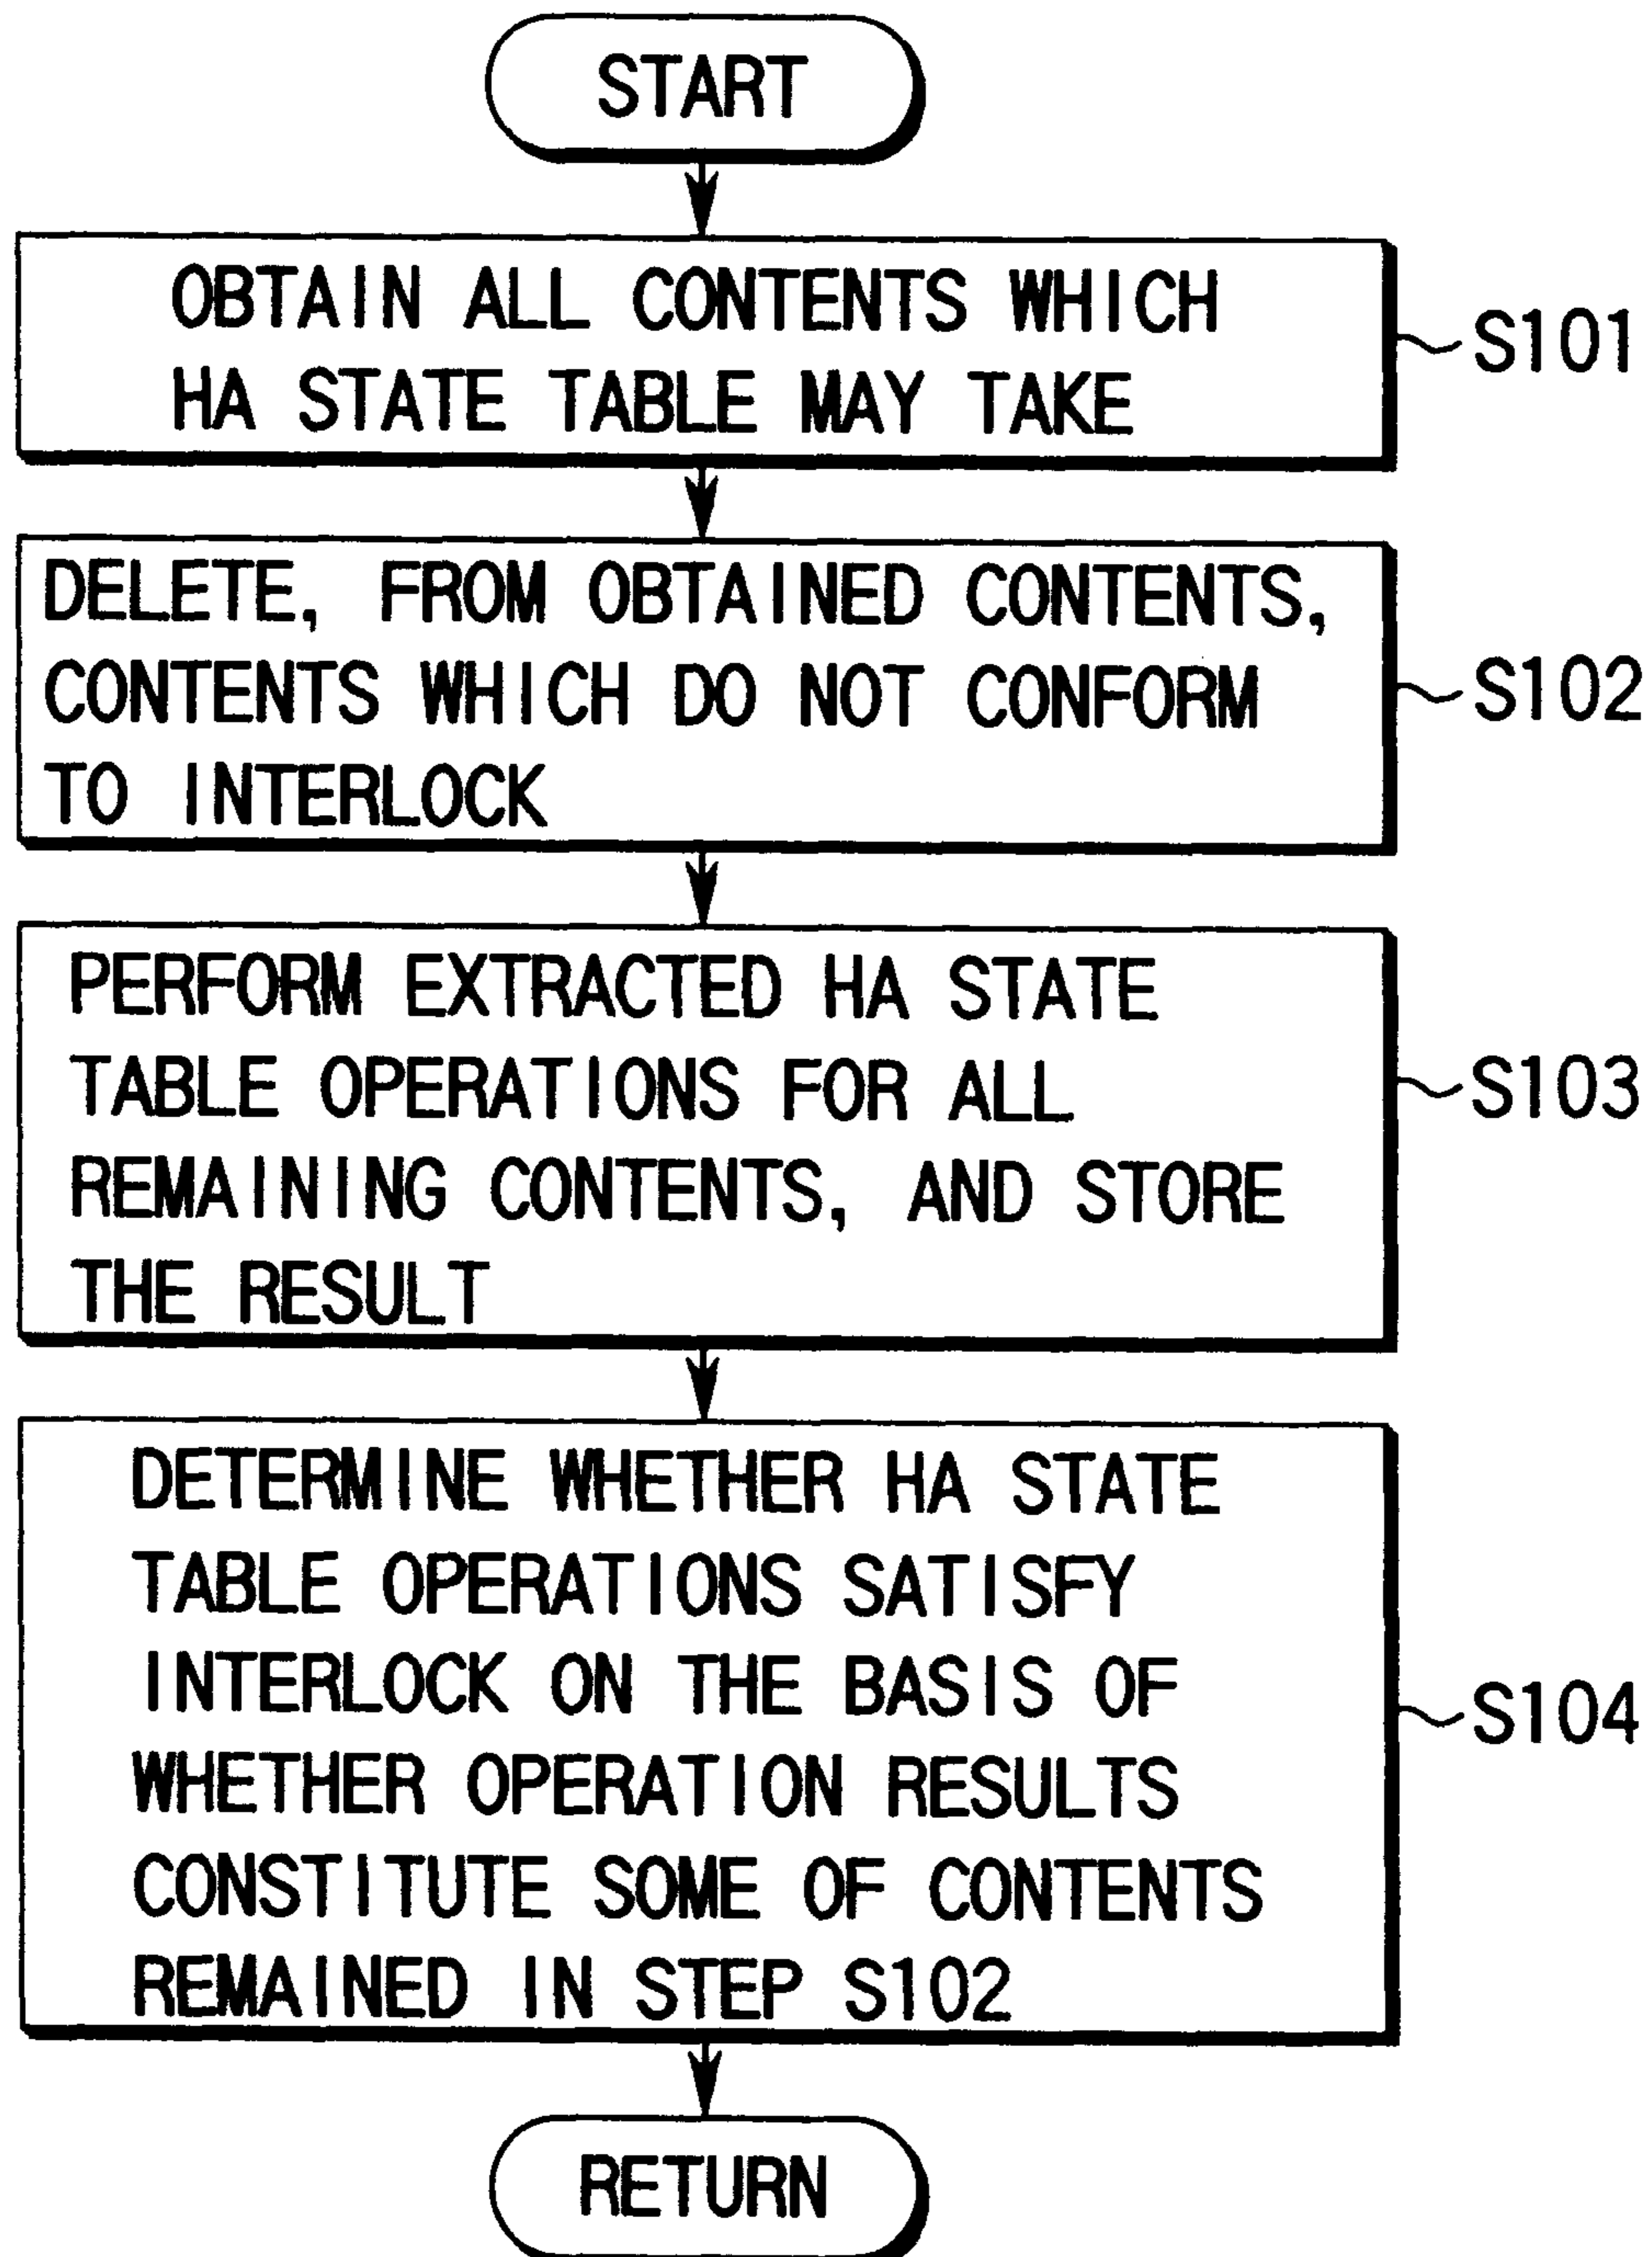 START
OBTAIN ALL CONTENTS WHICH
HA STATE TABLE MAY TAKE
S101
DELETE, FROM OBTAINED CONTENTS,
CONTENTS WHICH DO NOT CONFORM
TO INTERLOCK
S102
PERFORM EXTRACTED HA STATE
TABLE OPERATIONS FOR ALL
REMAINING CONTENTS, AND STORE
THE RESULT
S103
DETERMINE WHETHER HA STATE
TABLE OPERATIONS SATISFY
INTERLOCK ON THE BASIS OF
WHETHER OPERATION RESULTS
CONSTITUTE SOME OF CONTENTS
REMAINED IN STEP S102
S104
RETURN